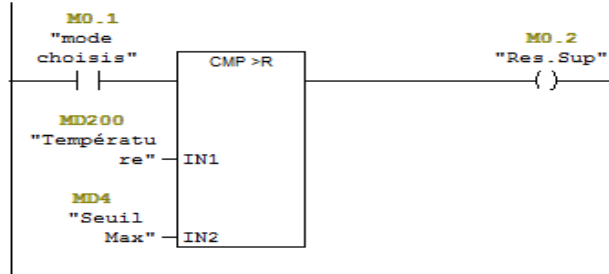 M0.1
"mode
choisis"
CMP >R
M0.2
"Res.Sup"
MD200
"Températu
re"
IN1
MD4
"Seuil
Max"
IN2